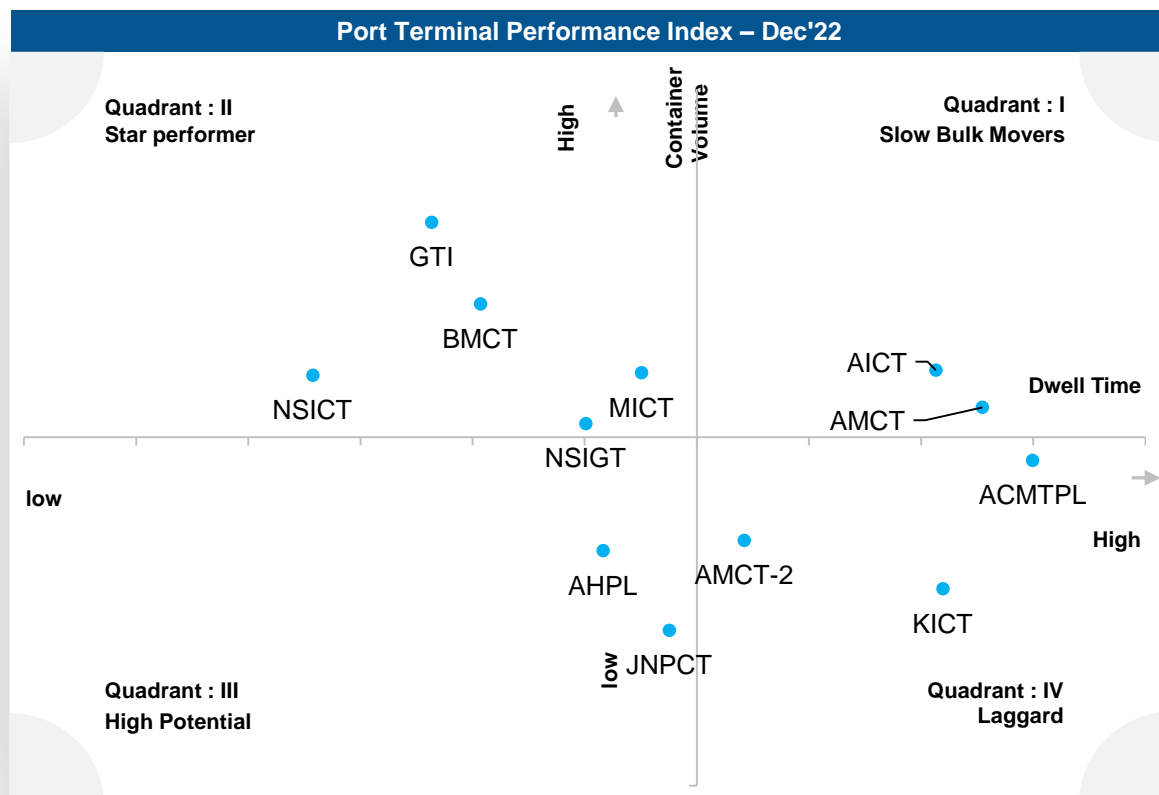 Port Terminal Performance Index – Dec'22
Quadrant : II
Star performer
High
Container
Volume
Quadrant : I
Slow Bulk Movers
GTI
BMCT
NSICT
MICT
NSIGT
AICT
Dwell Time
AMCT
low
ACMTPL
High
AHPL
AMCT-2
KICT
JNPCT
low
Quadrant : III
High Potential
Quadrant : IV
Laggard